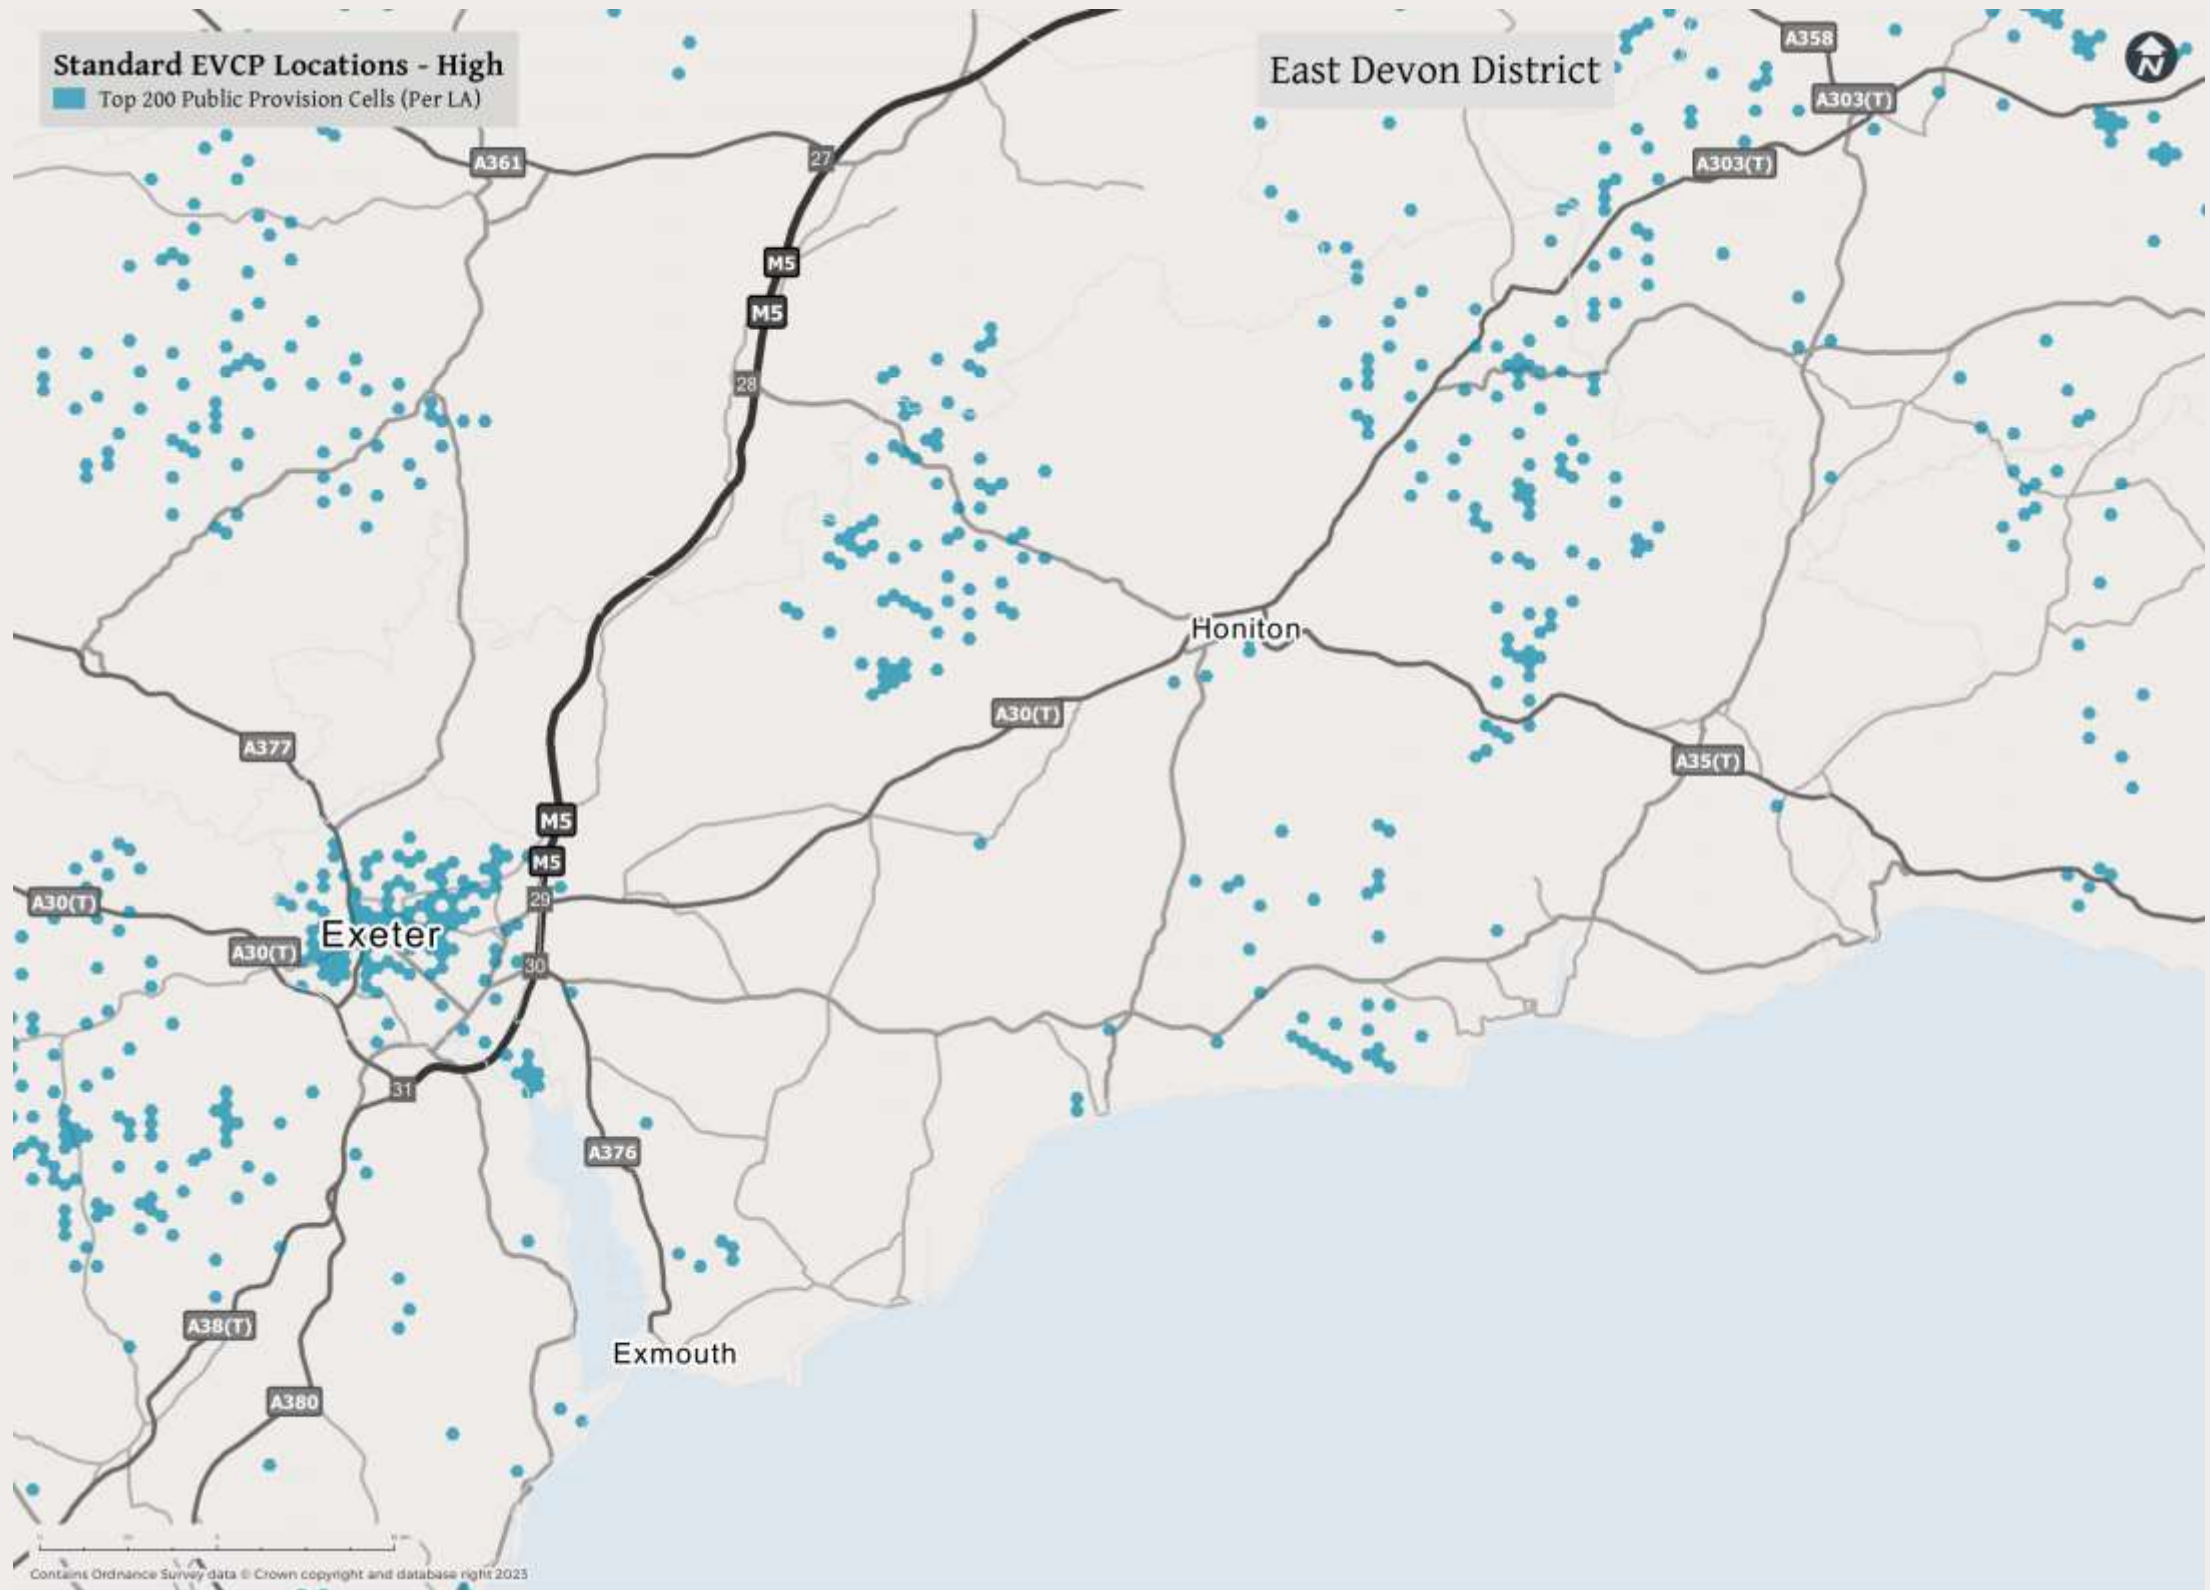 Standard EVCP Locations - High
Top 200 Public Provision Cells (Per LA)
East Devon District
N
A358
A303(T)
A303(T)
A361
27
M5
M5
28
Honiton
A30(T)
A377
A35(T)
M5
M5
29
A30(T)
Exeter
A30(T)
30
31
A376
A38(T)
Exmouth
A380
Contains Ordnance Survey data © Crown copyright and database right 2023